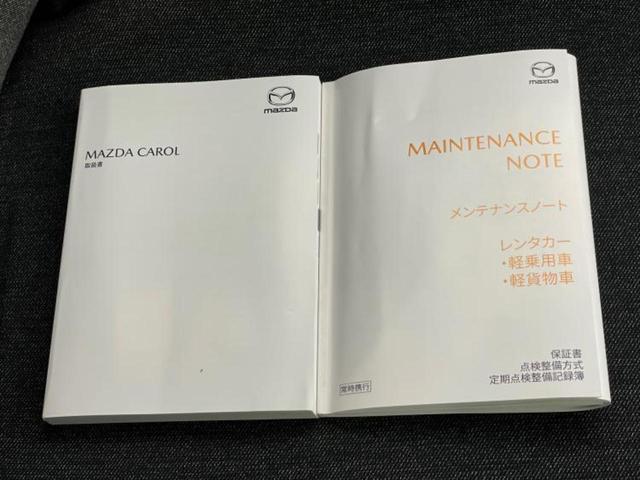 mazda
MAZDA CAROL
取扱書
mazda
MAINTENANCE
NOTE
メンテナンスノート
レンタカー
・軽乗用車
・軽貨物車
保証書
点検整備方式
定期点検整備記録簿
常時携行